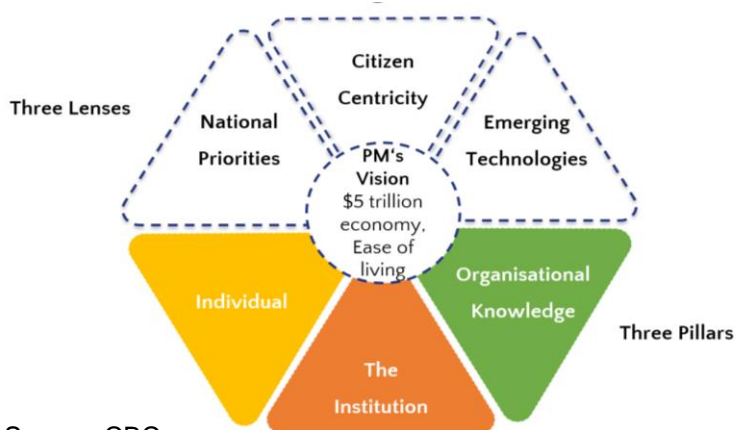 Citizen
Centricity
Three Lenses
National
Priorities
Emerging
Technologies
PM's
Vision
$5 trillion
economy,
Ease of
living
Individual
Organisational
Knowledge
The
Institution
Three Pillars